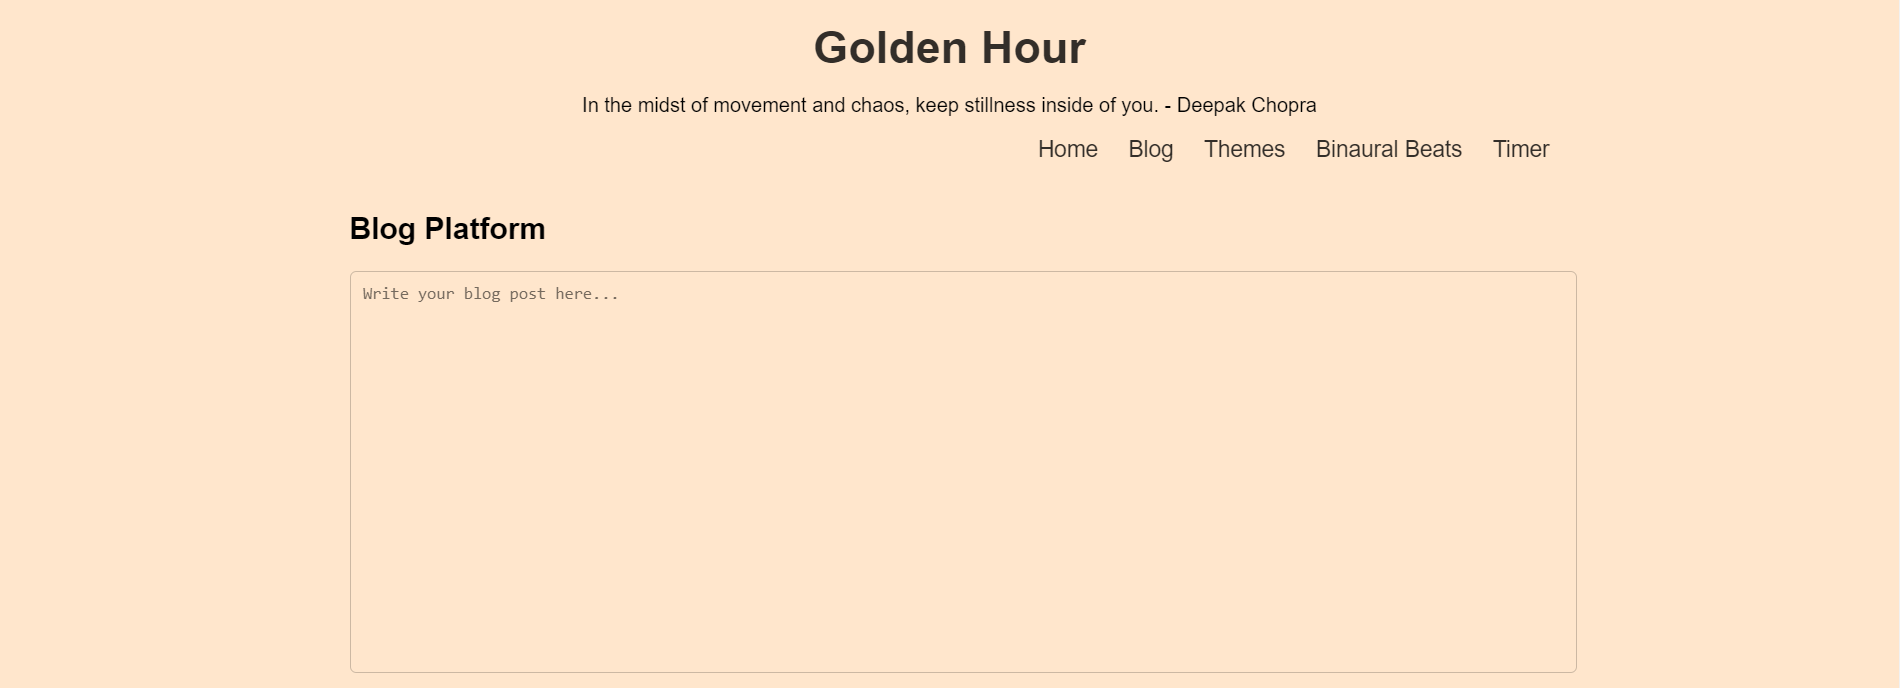 Golden Hour
In the midst of movement and chaos, keep stillness inside of you. - Deepak Chopra
Home Blog Themes Binaural Beats Timer
Blog Platform
Write your blog post here...